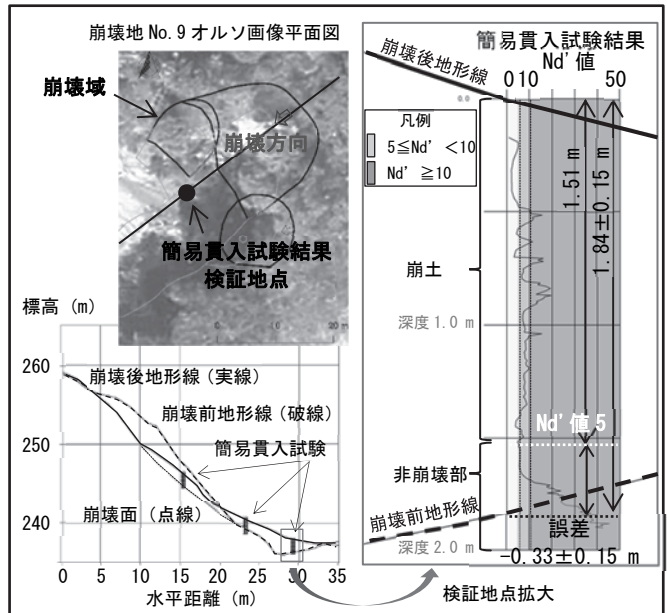 崩壊地 No.9 オルソ画像平面図
崩壊域
崩壊方向
簡易貫入試験結果
検証地点
20 m
標高 (m)
260
250
240
崩壊後地形線(実線)
崩壊前地形線(破線)
簡易貫入試験
崩壊面(点線)
0 5 10 15 20 25 30 35
水平距離 (m)
崩壊後地形線
簡易貫入試験結果
Nd' 値
0 10 50
0.0
凡例
5≦Nd' <10
Nd' ≧10
1.51 m
1.84±0.15 m
崩土
深度 1.0 m
Nd' 値 5
非崩壊部
崩壊前地形線
誤差
深度 2.0 m
-0.33±0.15 m
検証地点拡大